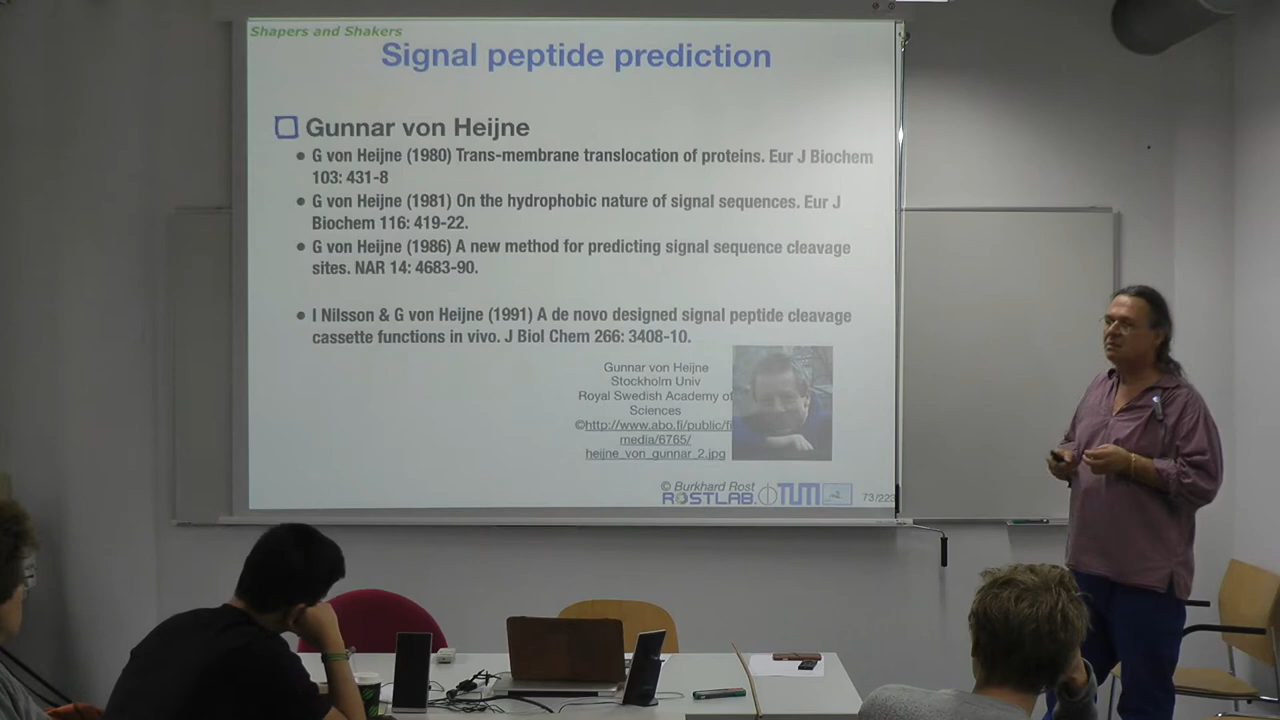 Shapers and Shakers
Signal peptide prediction
Gunnar von Heijne
• G von Heijne (1980) Trans-membrane translocation of proteins. Eur J Biochem
103: 431-8
• G von Heijne (1981) On the hydrophobic nature of signal sequences. Eur J
Biochem 116: 419-22.
• G von Heijne (1986) A new method for predicting signal sequence cleavage
sites. NAR 14: 4683-90.
• I Nilsson & G von Heijne (1991) A de novo designed signal peptide cleavage
cassette functions in vivo. J Biol Chem 266: 3408-10.
Gunnar von Heijne
Stockholm Univ
Royal Swedish Academy of
Sciences
©http://www.abo.fi/public/fi
media/6765/
heijne_von_gunnar_2.jpg
© Burkhard Rost
ROSTLAB. TUM
73/223